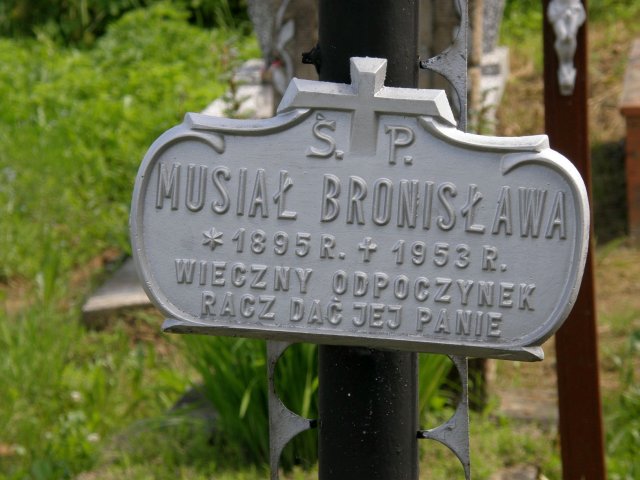 Ś. P.
MUSIAŁ BRONISŁAWA
* 1895 R. + 1953 R.
WIECZNY ODPOCZYNEK
RACZ DAĆ JEJ PANIE